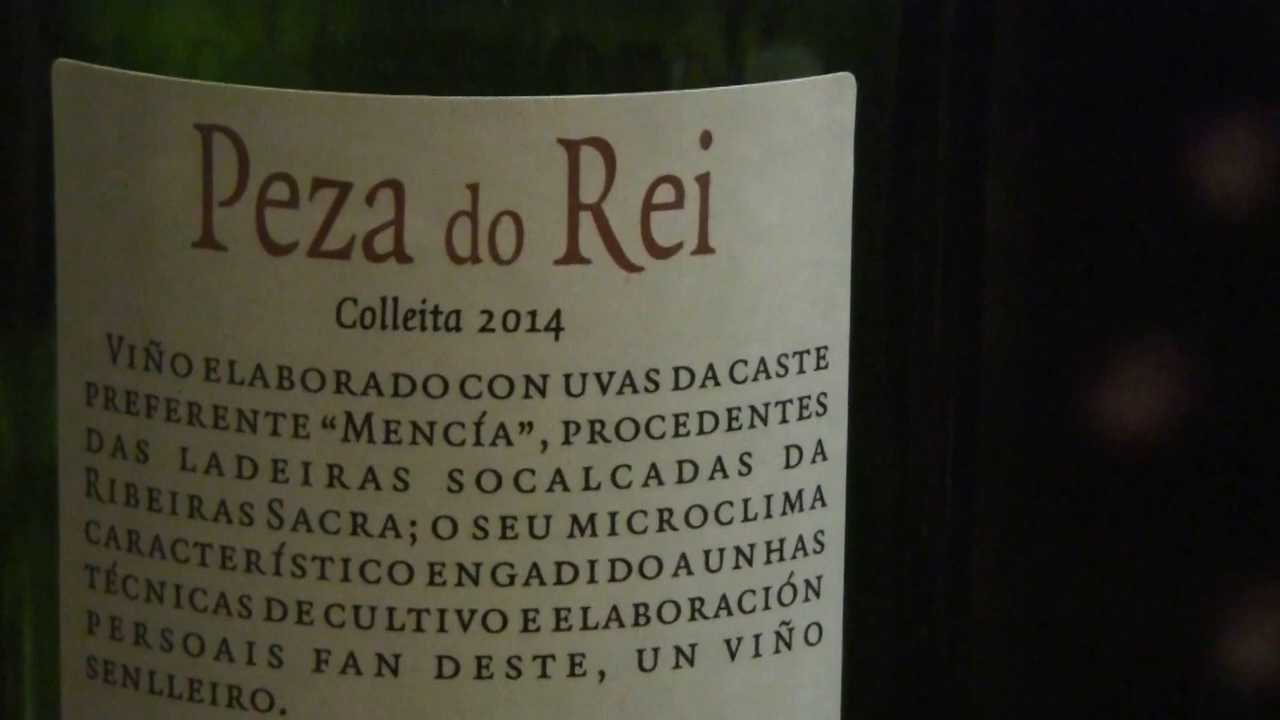 Peza do Rei
Colleita 2014
VIÑO ELABORADO CON UVAS DA CASTE
PREFERENTE “MENCÍA”, PROCEDENTES
DAS LADEIRAS SOCALCADAS DA
RIBEIRAS SACRA; O SEU MICROCLIMA
CARACTERÍSTICO ENGADIDO A UNHAS
TÉCNICAS DE CULTIVO E ELABORACIÓN
PERSOAIS FAN DESTE, UN VIÑO
SENLLEIRO.